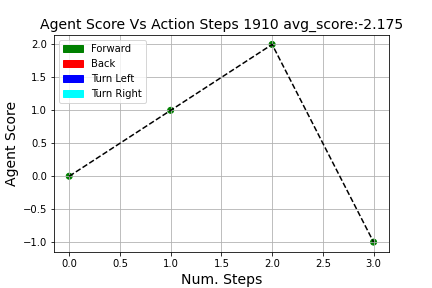 Agent Score Vs Action Steps 1910 avg_score:-2.175
Forward
Back
Turn Left
Turn Right
Agent Score
2.0
1.5
1.0
0.5
0.0
−0.5
−1.0
0.0 0.5 1.0 1.5 2.0 2.5 3.0
Num. Steps